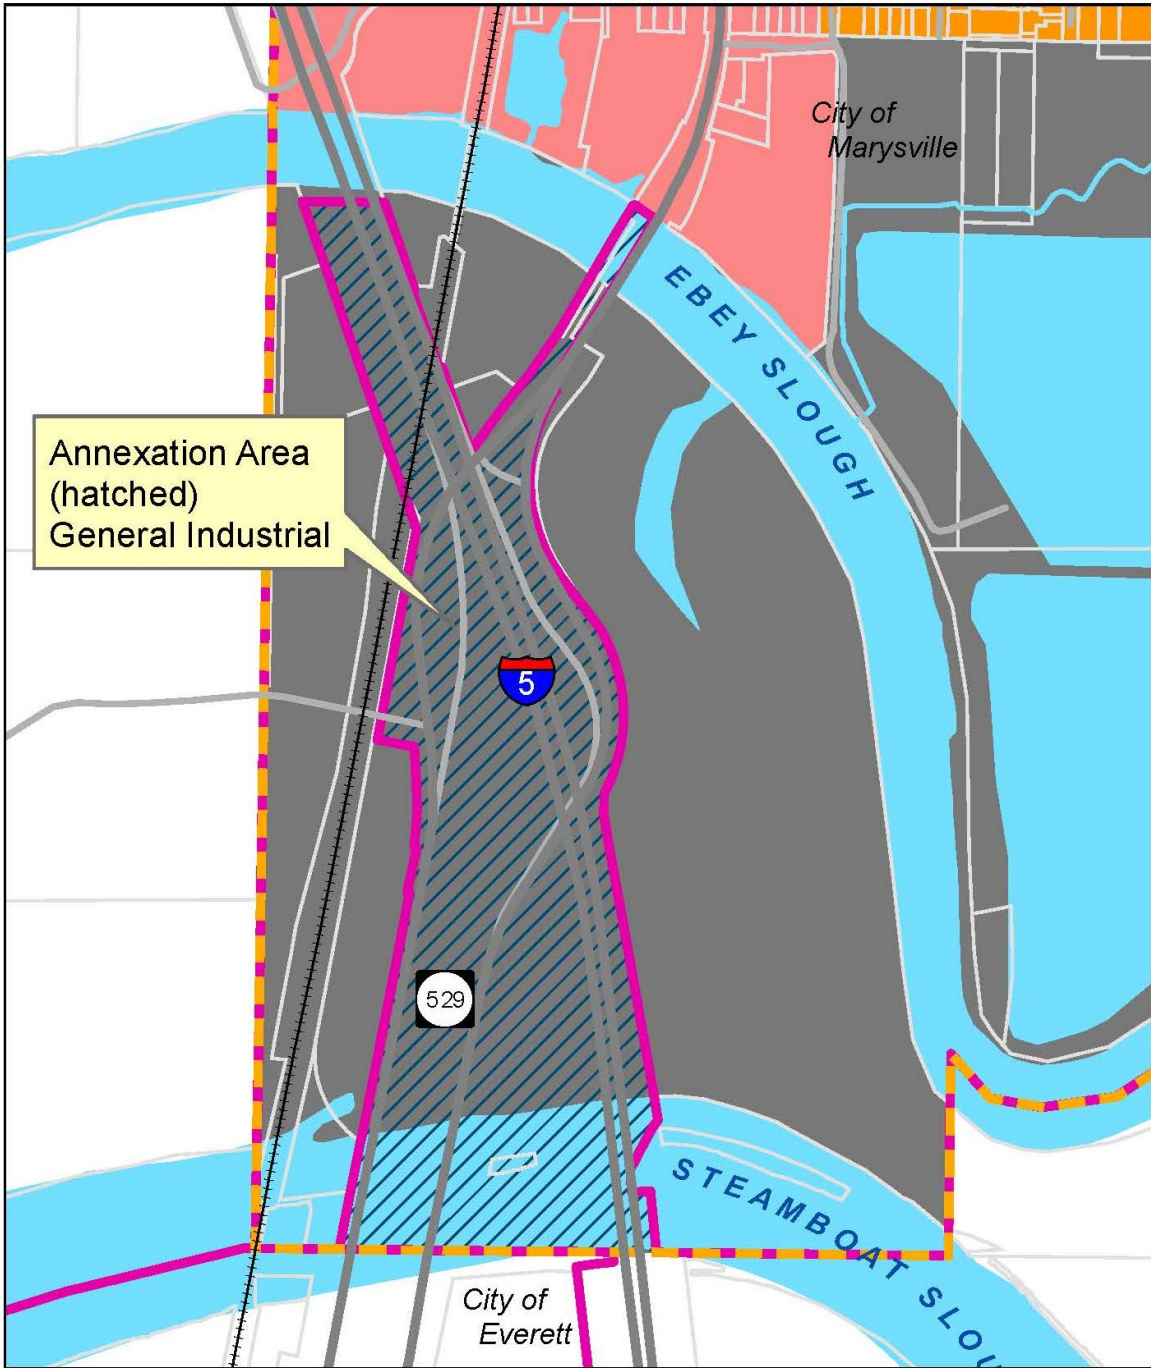 City of
Marysville
EBEY SLOUGH
Annexation Area
(hatched)
General Industrial
5
529
STEAMBOAT SLOU
City of
Everett